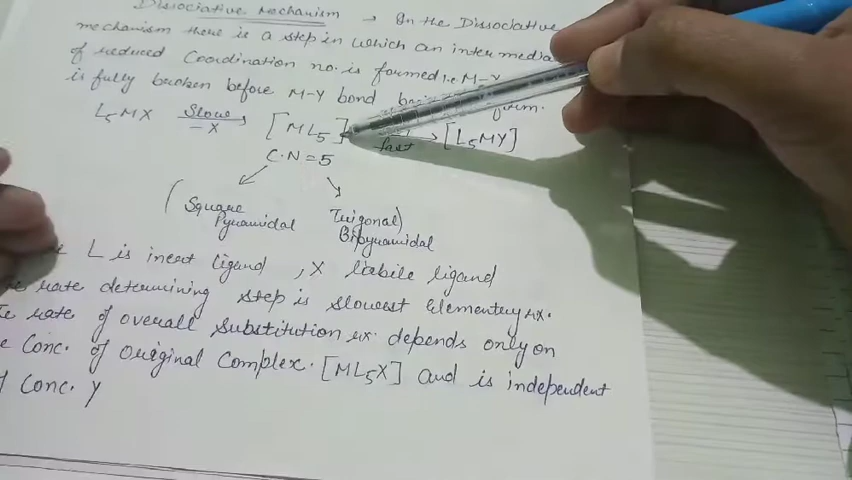 Dissociative Mechanism → In the Dissociative
mechanism there is a step in which an intermedia
of reduced Coordination no. is formed i.e. M-Y
is fully broken before M-Y bond form.
L5MX Slow -X → [ML5] fast → [L5MY]
C.N = 5
(Square Pyramidal Trigonal) Bipyramidal
L is inert ligand , X labile ligand
rate determining step is slowest elementry rx.
rate of overall substitution rx. depends only on
Conc. of Original Complex. [ML5X] and is independent
Conc. Y